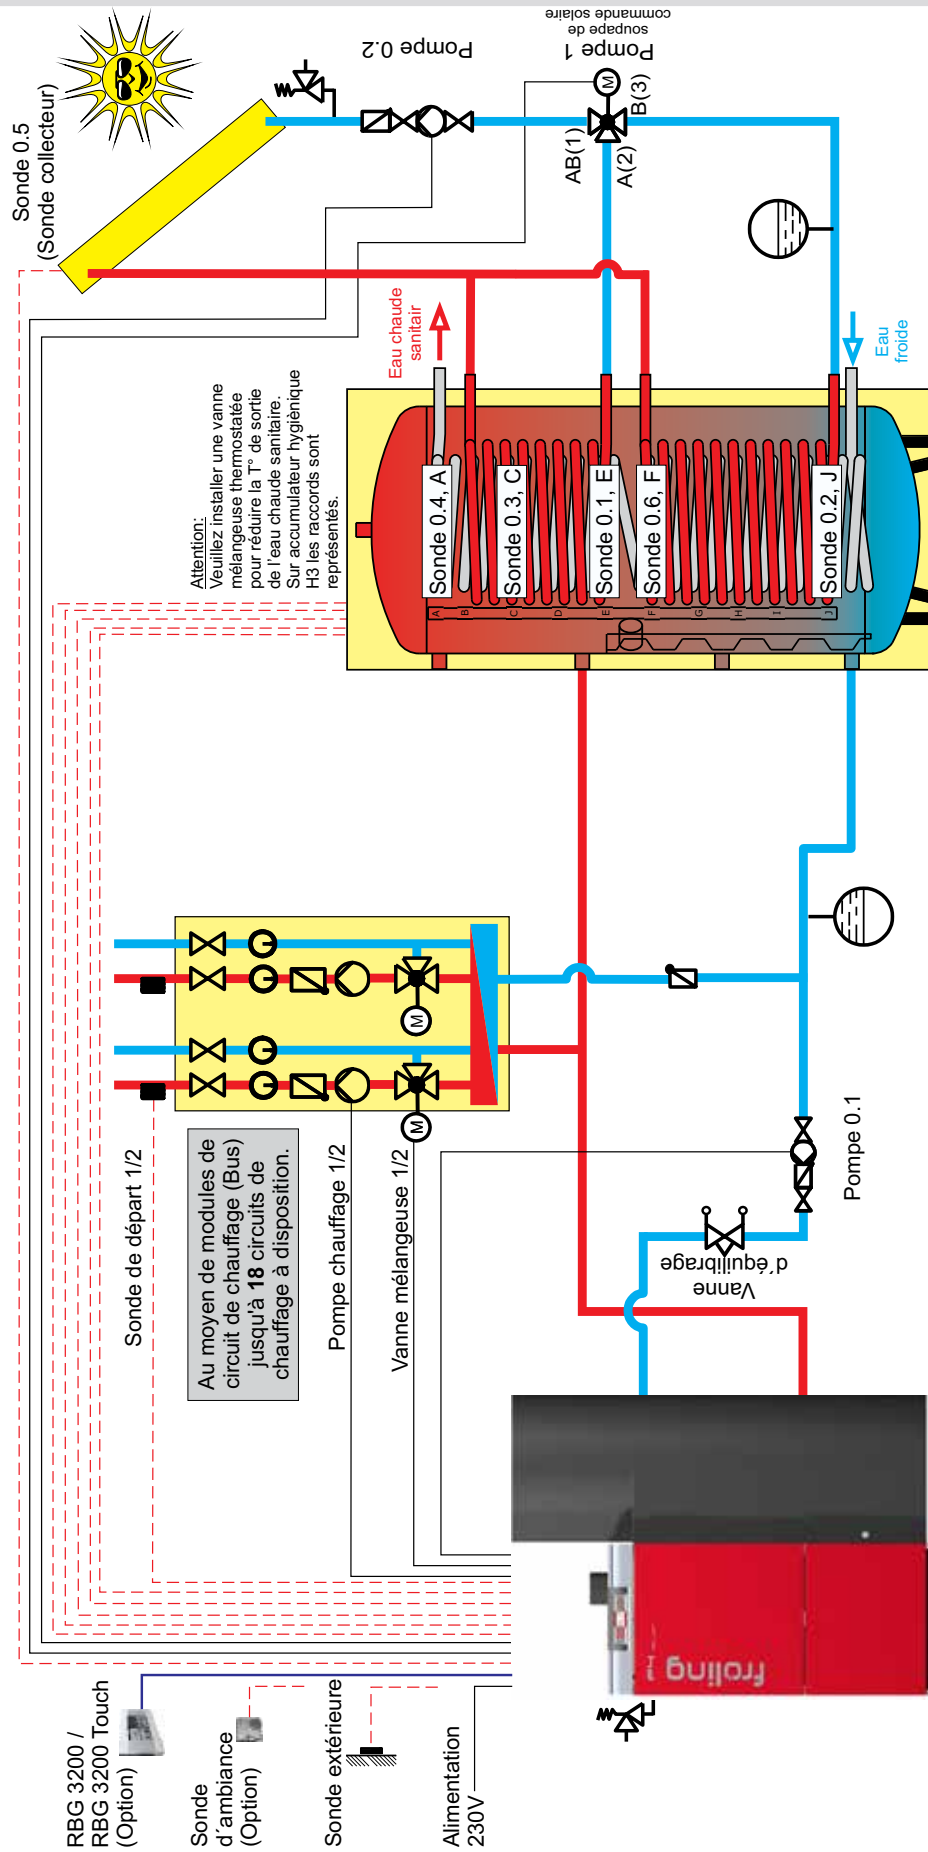 Sonde 0.5
(Sonde collecteur)
Pompe 0.2
Pompe 1
soupape de
commande solaire
M
AB(1)
B(3)
A(2)
Eau chaude
sanitair
Eau
froide
Attention:
Veuillez installer une vanne
mélangeuse thermostatée
pour réduire la T° de sortie
de l'eau chaude sanitaire.
Sur accumulateur hygiénique
H3 les raccords sont
représentés.
Sonde 0.4, A
Sonde 0.3, C
Sonde 0.1, E
Sonde 0.6, F
Sonde 0.2, J
A
B
C
D
E
F
G
H
I
J
M
M
Sonde de départ 1/2
Au moyen de modules de
circuit de chauffage (Bus)
jusqu'à 18 circuits de
chauffage à disposition.
Pompe chauffage 1/2
Vanne mélangeuse 1/2
Vanne
d´équilibrage
Pompe 0.1
froling
RBG 3200 /
RBG 3200 Touch
(Option)
Sonde
d´ambiance
(Option)
Sonde extérieure
Alimentation
230V